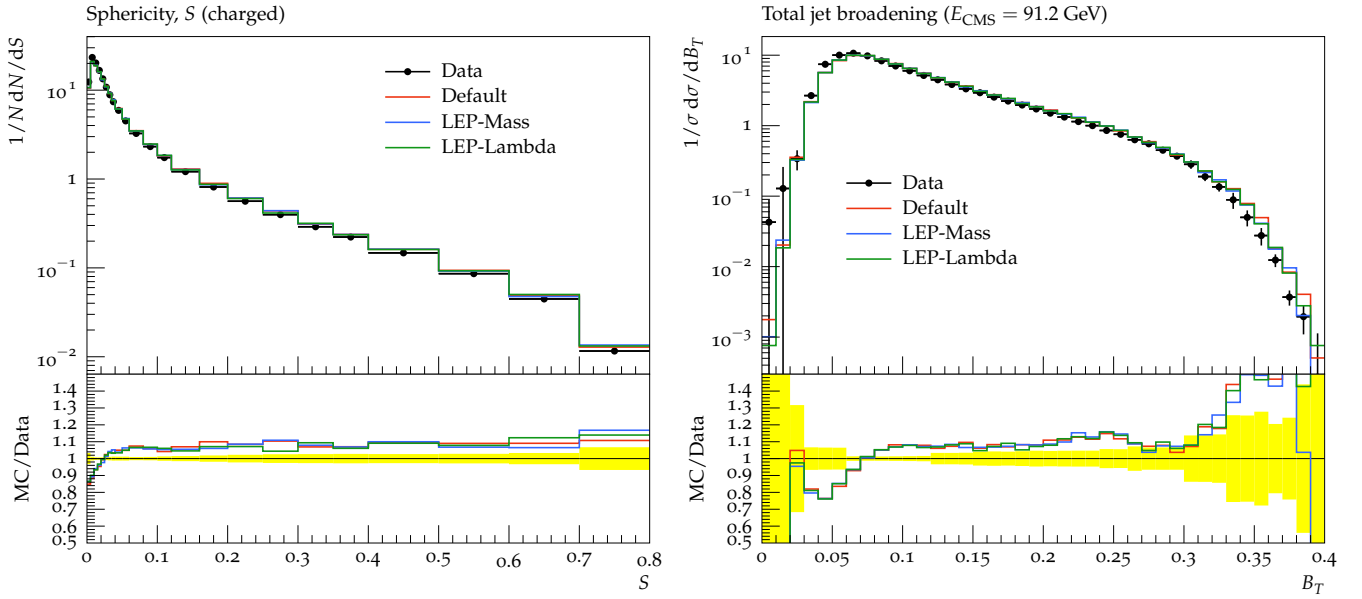 Sphericity, S (charged)
1/N dN/dS
10¹
1
10⁻¹
10⁻²
Data
Default
LEP-Mass
LEP-Lambda
MC/Data
1.4
1.3
1.2
1.1
1
0.9
0.8
0.7
0.6
0.5
0 0.1 0.2 0.3 0.4 0.5 0.6 0.7 0.8
S
Total jet broadening (E_CMS = 91.2 GeV)
1/σ dσ/dB_T
10¹
1
10⁻¹
10⁻²
10⁻³
Data
Default
LEP-Mass
LEP-Lambda
MC/Data
1.4
1.3
1.2
1.1
1
0.9
0.8
0.7
0.6
0.5
0 0.05 0.1 0.15 0.2 0.25 0.3 0.35 0.4
B_T